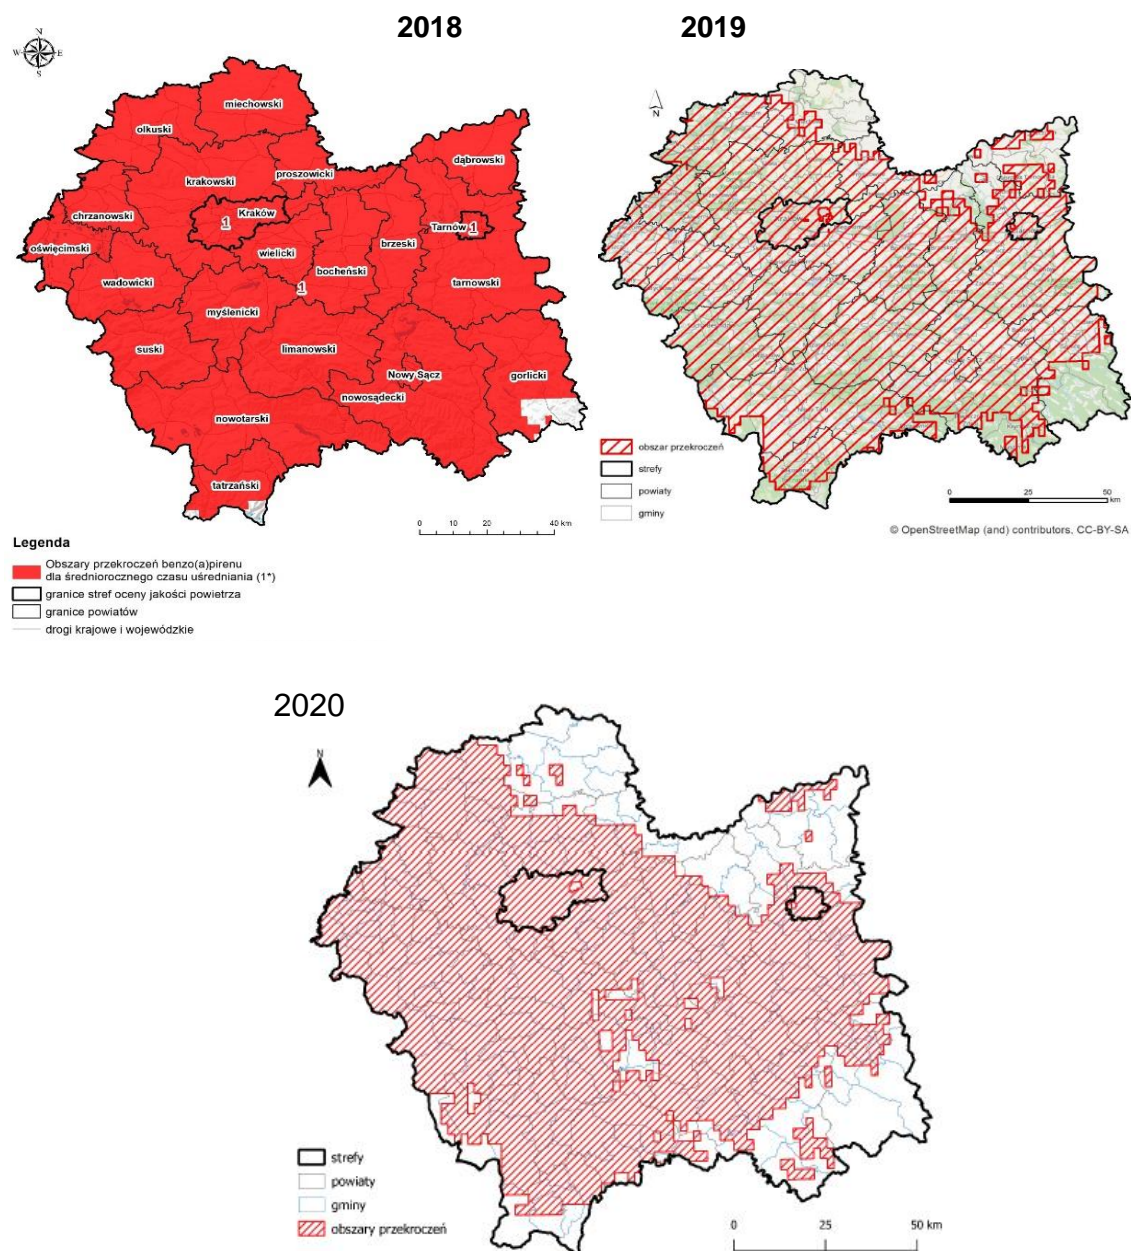 2018
2019
N
W
E
S
miechowski
olkuski
dąbrowski
krakowski
proszowicki
chrzanowski
1
Kraków
Tarnów
1
oświęcimski
wielicki
brzeski
bocheński
wadowicki
1
tarnowski
myślenicki
suski
limanowski
Nowy Sącz
gorlicki
nowosądecki
nowotarski
tatrzański
0 10 20 40 km
Legenda
Obszary przekroczeń benzo(a)pirenu
dla średniorocznego czasu uśredniania (1*)
granice stref oceny jakości powietrza
granice powiatów
drogi krajowe i wojewódzkie
N
obszar przekroczeń
strefy
powiaty
gminy
0 25 50
km
© OpenStreetMap (and) contributors, CC-BY-SA
2020
N
strefy
powiaty
gminy
obszary przekroczeń
0 25 50 km